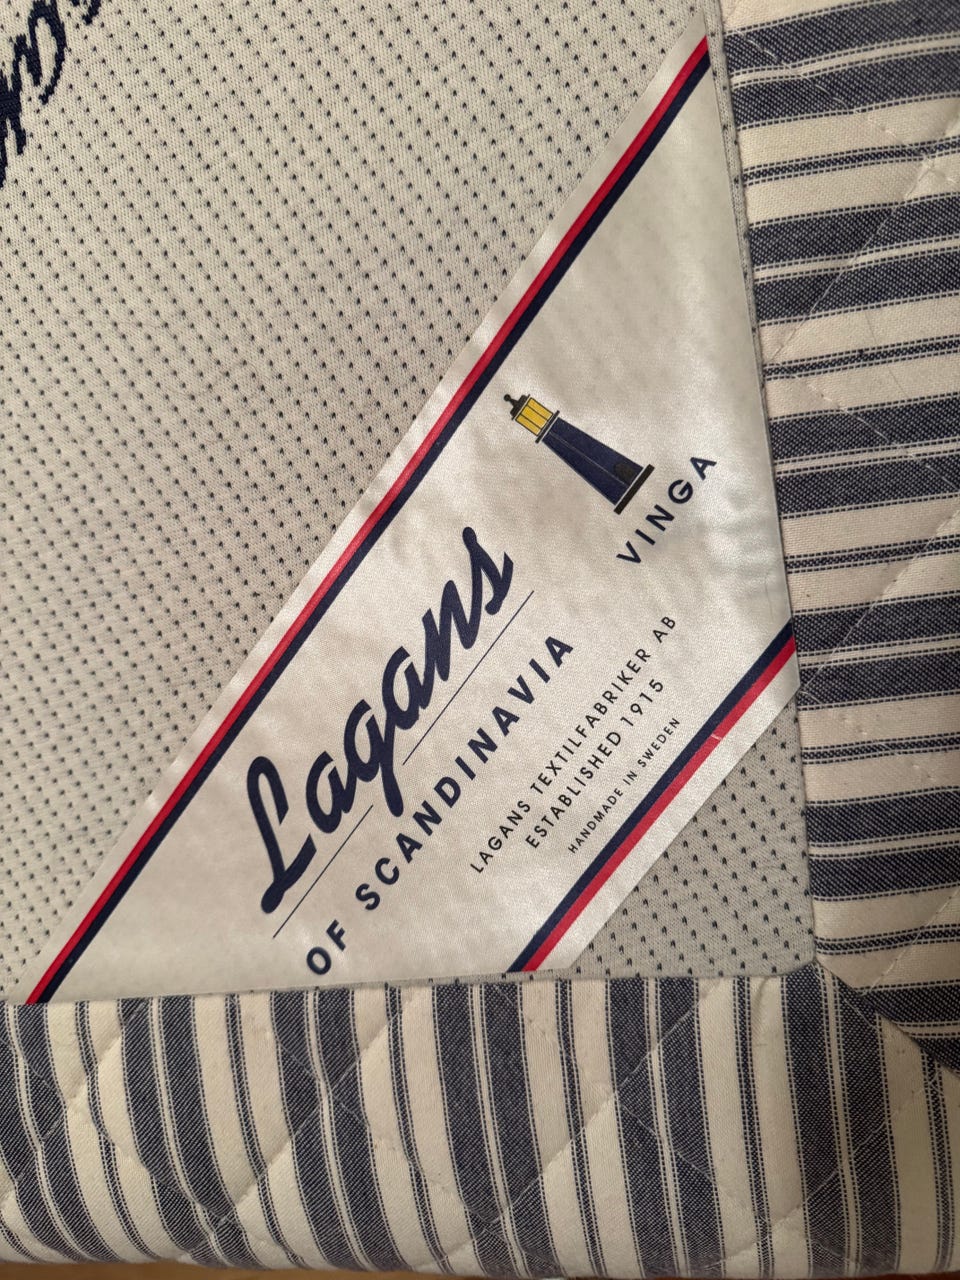 VINGA
Lagans
OF SCANDINAVIA
LAGANS TEXTILFABRIKER AB
ESTABLISHED 1915
HANDMADE IN SWEDEN